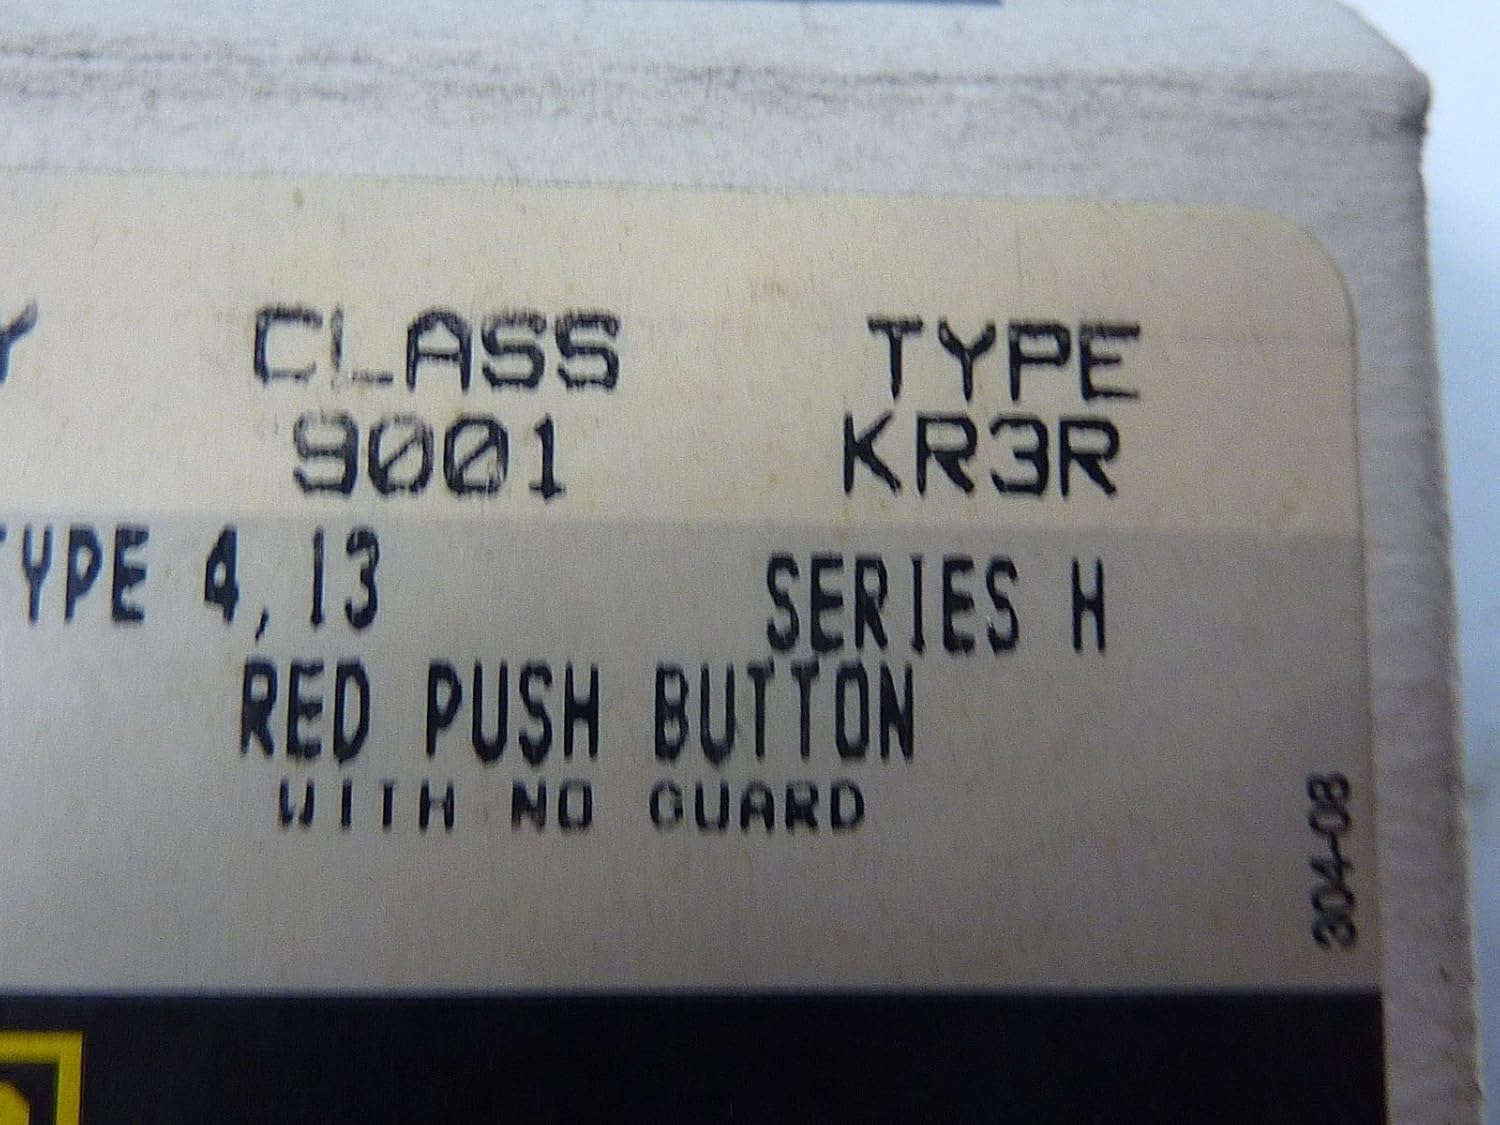 CLASS TYPE
9001 KR3R
TYPE 4, 13 SERIES H
RED PUSH BUTTON
WITH NO GUARD
304-08